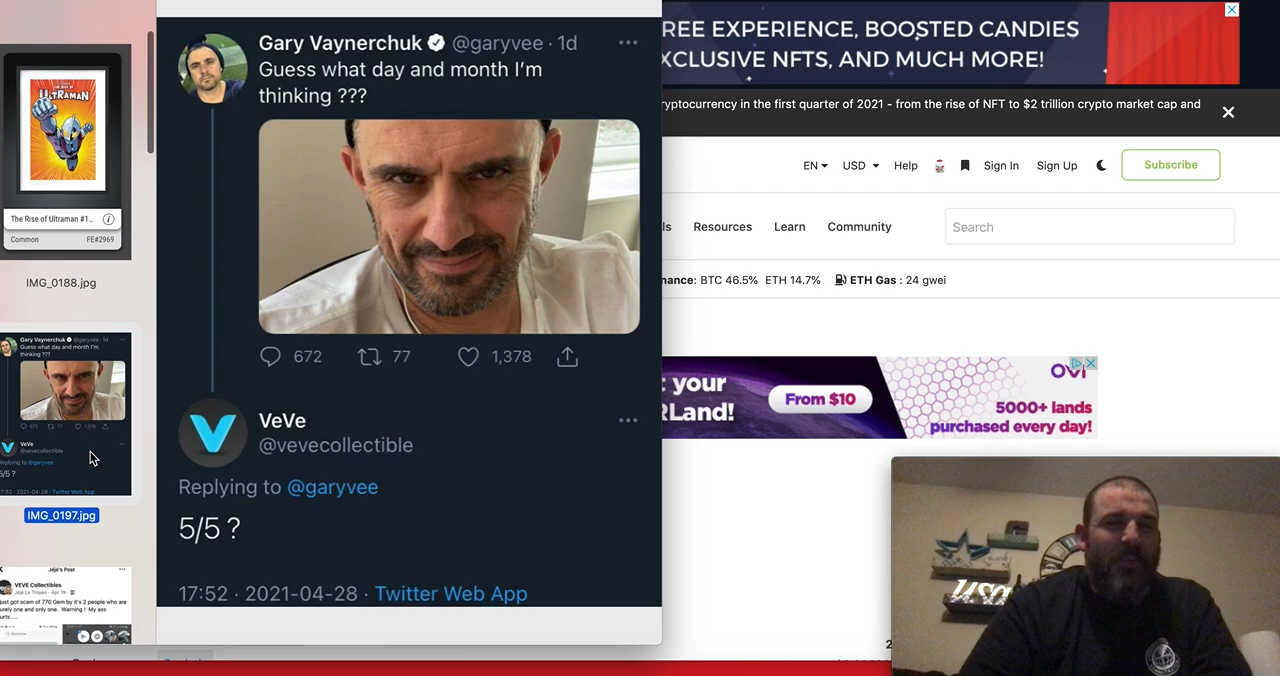 ULTRAMAN
The Rise of Ultraman #1...
Common
FE#2969
IMG_0188.jpg
Gary Vaynerchuk @garyvee · 1d
Guess what day and month I'm
thinking ???
672
77
1,378
VeVe
@vevecollectible
Replying to @garyvee
5/5 ?
17:52 · 2021-04-28 · Twitter Web App
IMG_0197.jpg
Jéjé's Post
VEVE Collectibles
REE EXPERIENCE, BOOSTED CANDIES
XCLUSIVE NFTS, AND MUCH MORE!
ryptocurrency in the first quarter of 2021 - from the rise of NFT to $2 trillion crypto market cap and
EN
USD
Help
Sign In
Sign Up
Subscribe
ls
Resources
Learn
Community
Search
nance: BTC 46.5% ETH 14.7%
ETH Gas : 24 gwei
t your
RLand!
From $10
OVR
5000+ lands
purchased every day!
USA